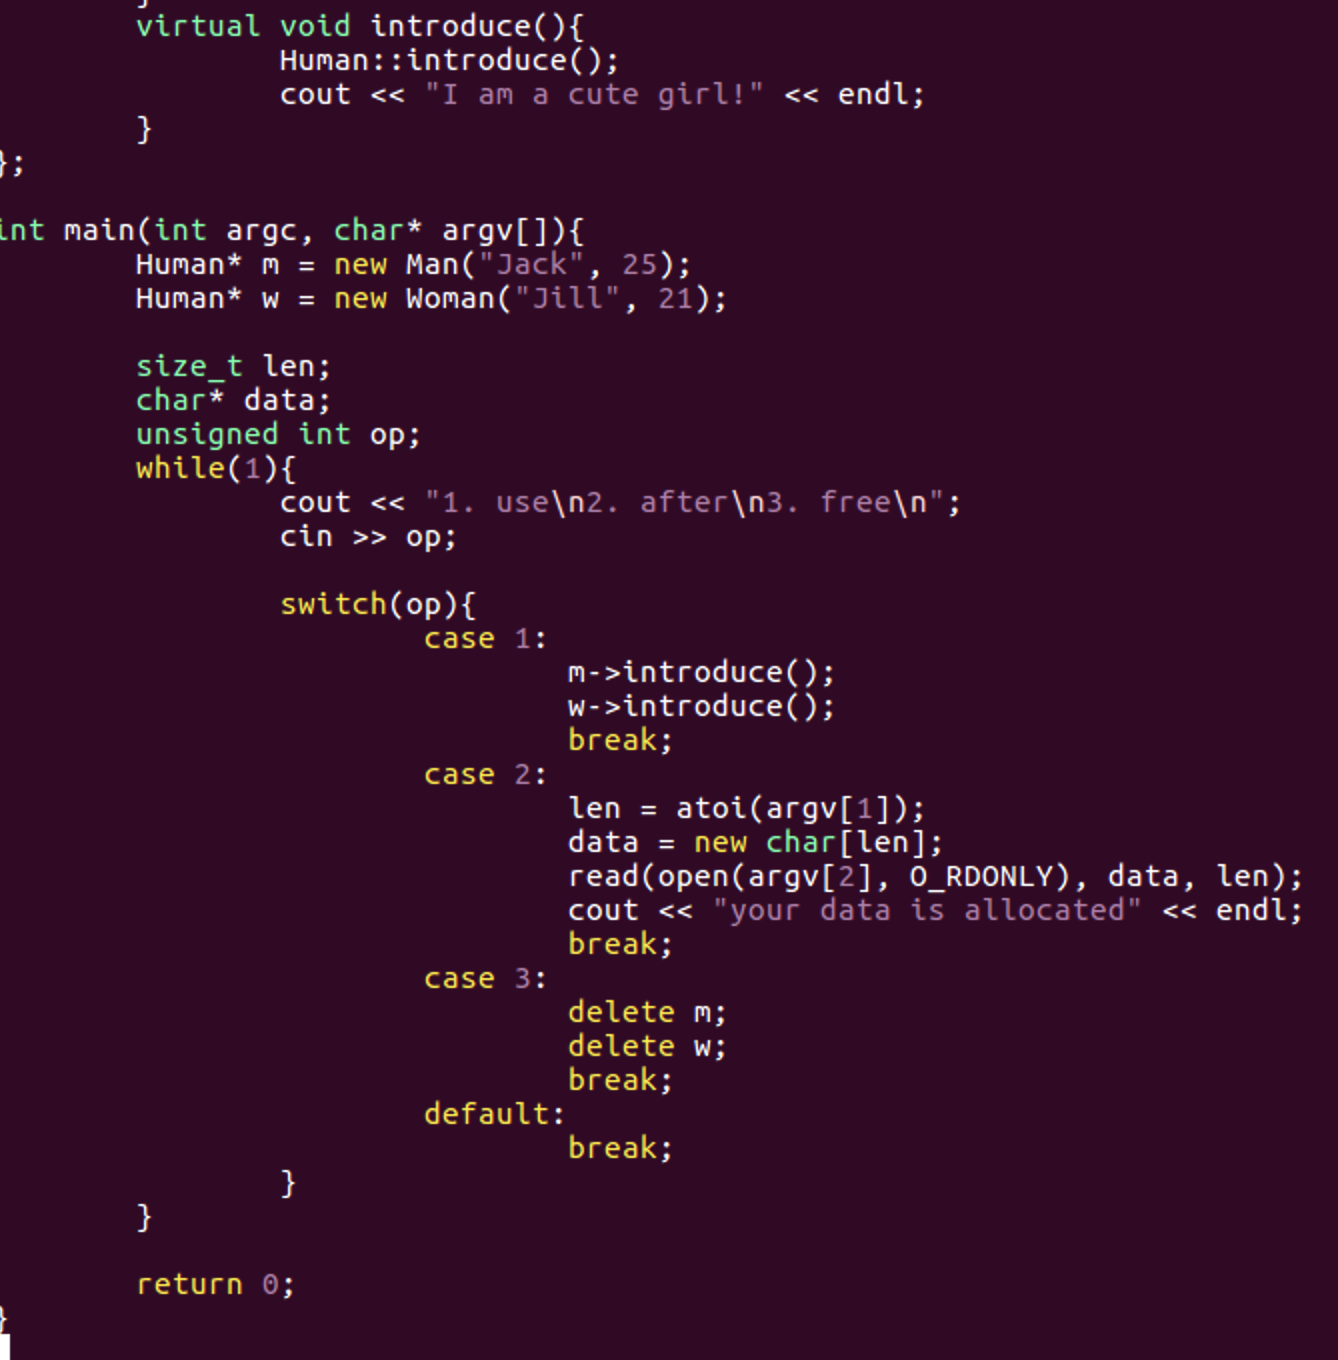 }
virtual void introduce(){
Human::introduce();
cout << "I am a cute girl!" << endl;
}
};
int main(int argc, char* argv[]){
Human* m = new Man("Jack", 25);
Human* w = new Woman("Jill", 21);
size_t len;
char* data;
unsigned int op;
while(1){
cout << "1. use\n2. after\n3. free\n";
cin >> op;
switch(op){
case 1:
m->introduce();
w->introduce();
break;
case 2:
len = atoi(argv[1]);
data = new char[len];
read(open(argv[2], O_RDONLY), data, len);
cout << "your data is allocated" << endl;
break;
case 3:
delete m;
delete w;
break;
default:
break;
}
}
return 0;
}